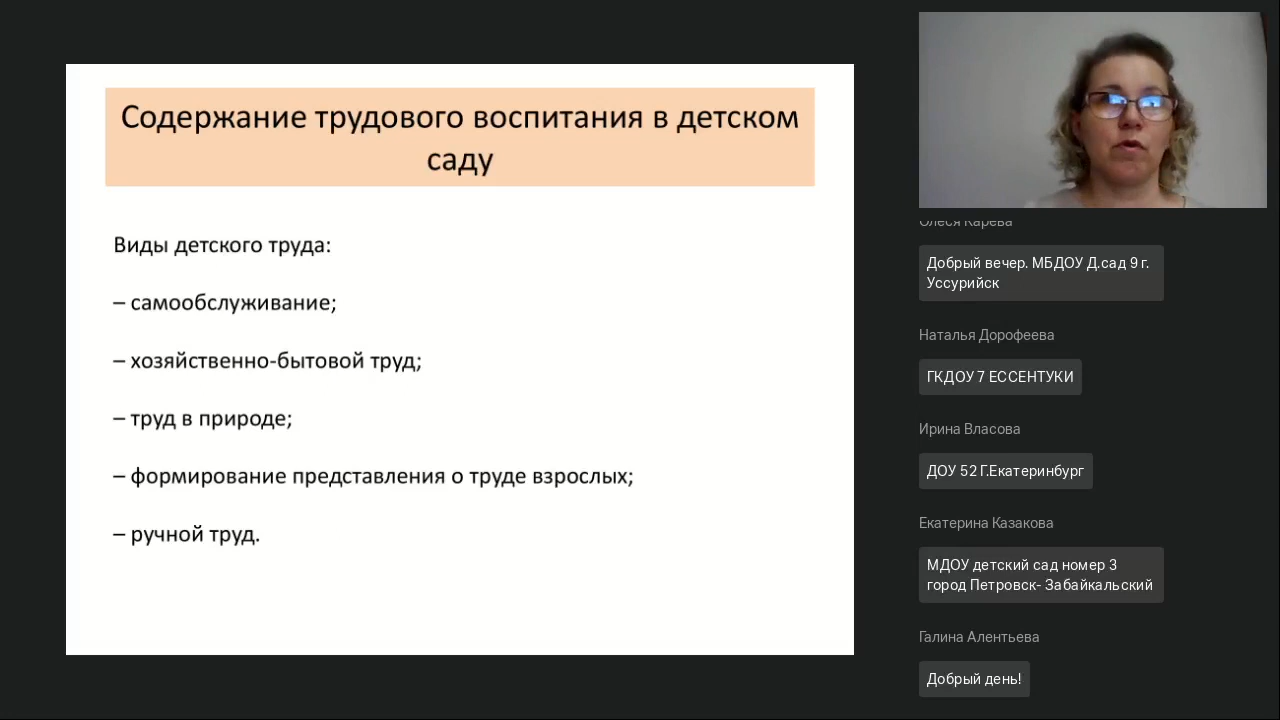 Содержание трудового воспитания в детском
саду
Виды детского труда:
– самообслуживание;
– хозяйственно-бытовой труд;
– труд в природе;
– формирование представления о труде взрослых;
– ручной труд.
Олеся Карева
Добрый вечер. МБДОУ Д.сад 9 г.
Уссурийск
Наталья Дорофеева
ГКДОУ 7 ЕССЕНТУКИ
Ирина Власова
ДОУ 52 Г.Екатеринбург
Екатерина Казакова
МДОУ детский сад номер 3
город Петровск- Забайкальский
Галина Алентьева
Добрый день!